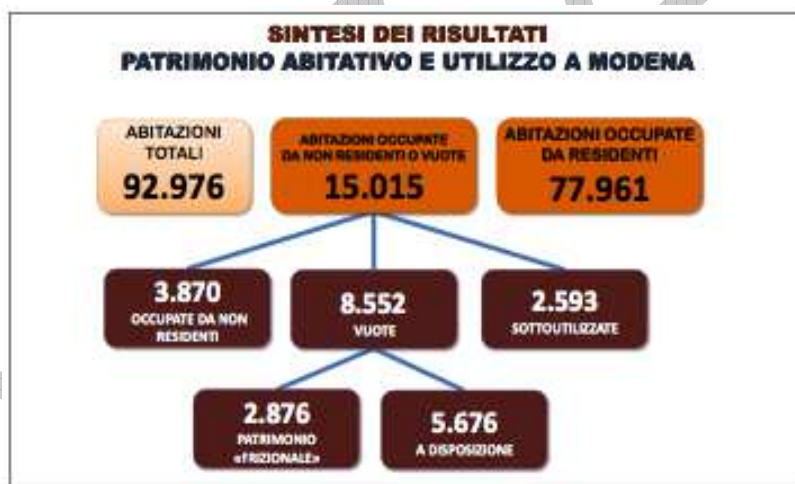 SINTESI DEI RISULTATI
PATRIMONIO ABITATIVO E UTILIZZO A MODENA
ABITAZIONI
TOTALI
92.976
ABITAZIONI OCCUPATE
DA NON RESIDENTI O VUOTE
15.015
ABITAZIONI OCCUPATE
DA RESIDENTI
77.961
3.870
OCCUPATE DA NON
RESIDENTI
8.552
VUOTE
2.593
SOTTOUTILIZZATE
2.876
PATRIMONIO
«FRIZIONALE»
5.676
A DISPOSIZIONE